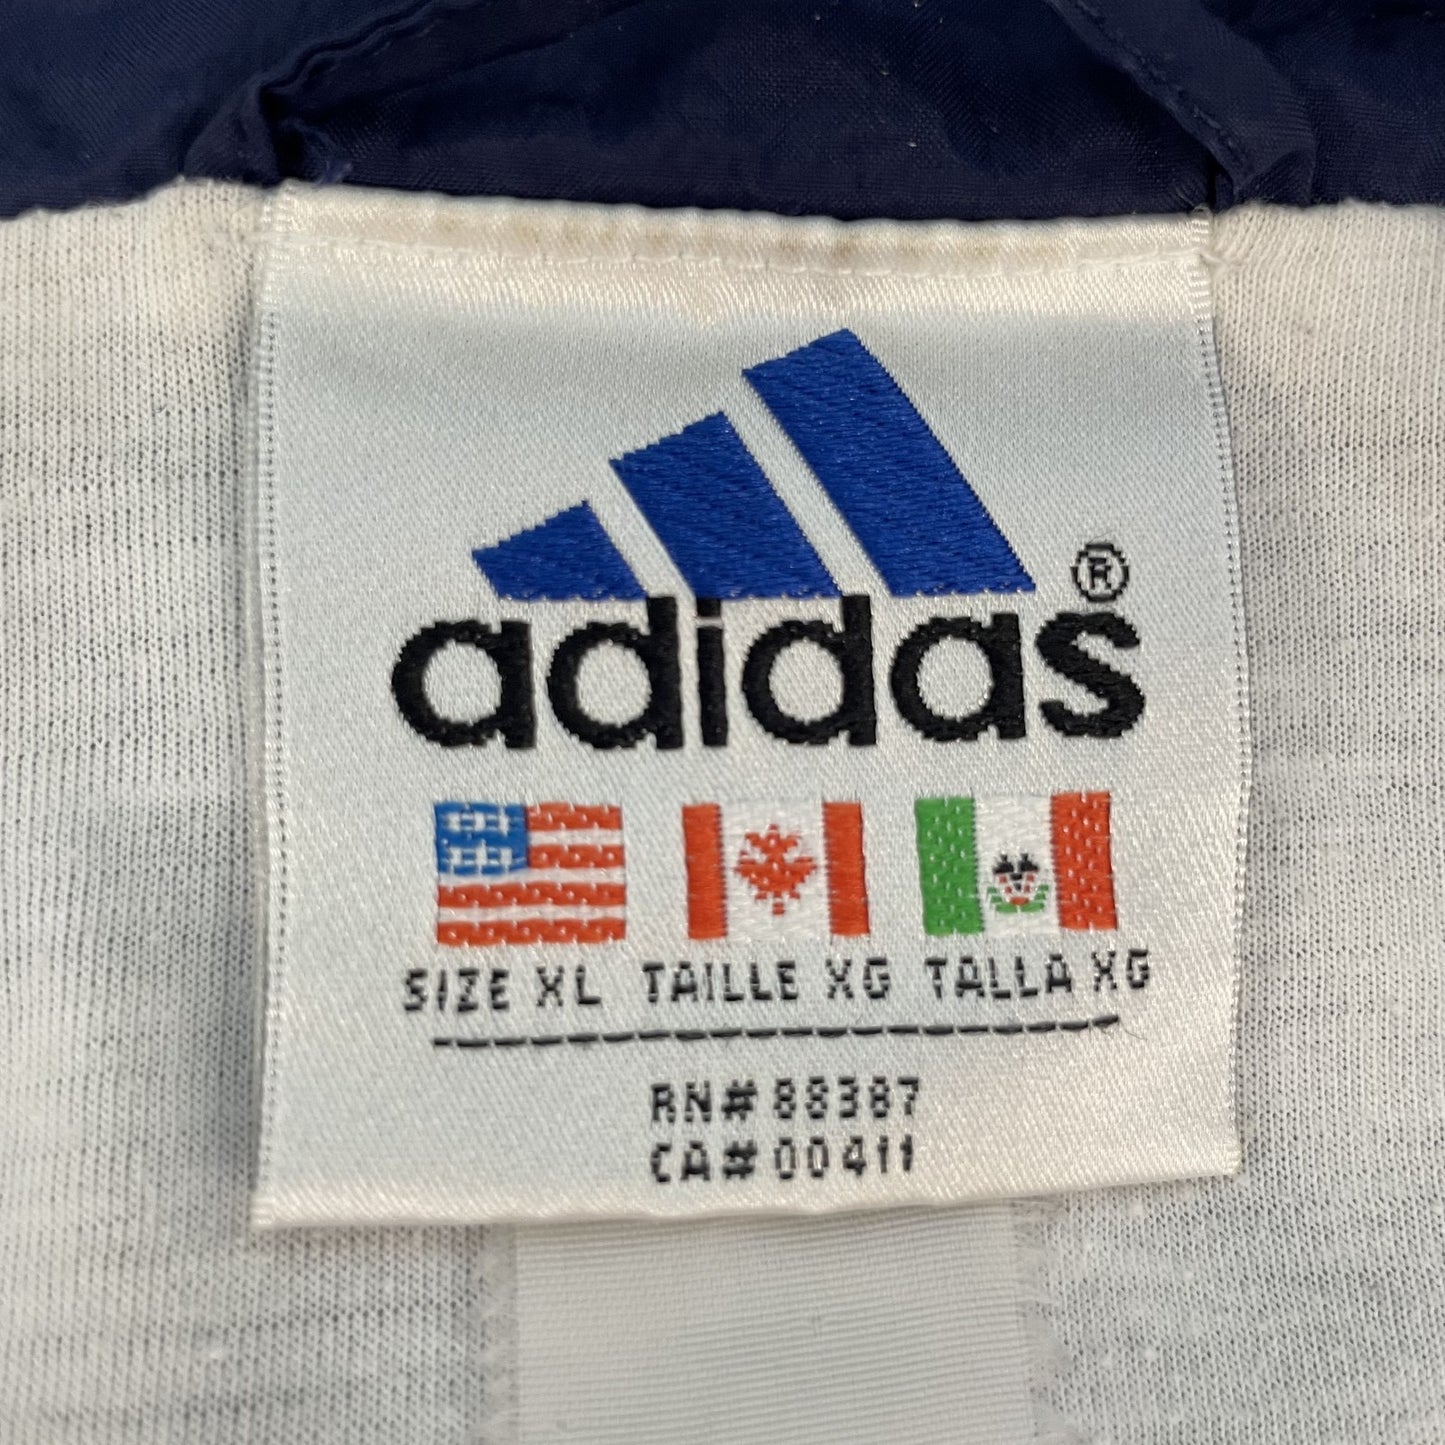 adidas®
SIZE XL TAILLE XG TALLA XG
RN# 88387
CA# 00411